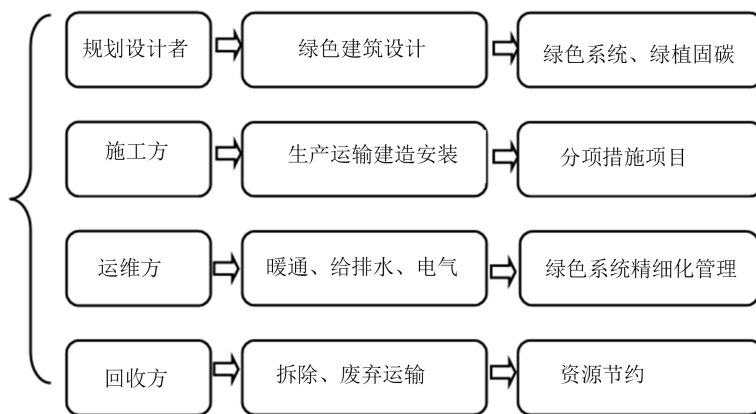 规划设计者
绿色建筑设计
绿色系统、绿植固碳
施工方
生产运输建造安装
分项措施项目
运维方
暖通、给排水、电气
绿色系统精细化管理
回收方
拆除、废弃运输
资源节约